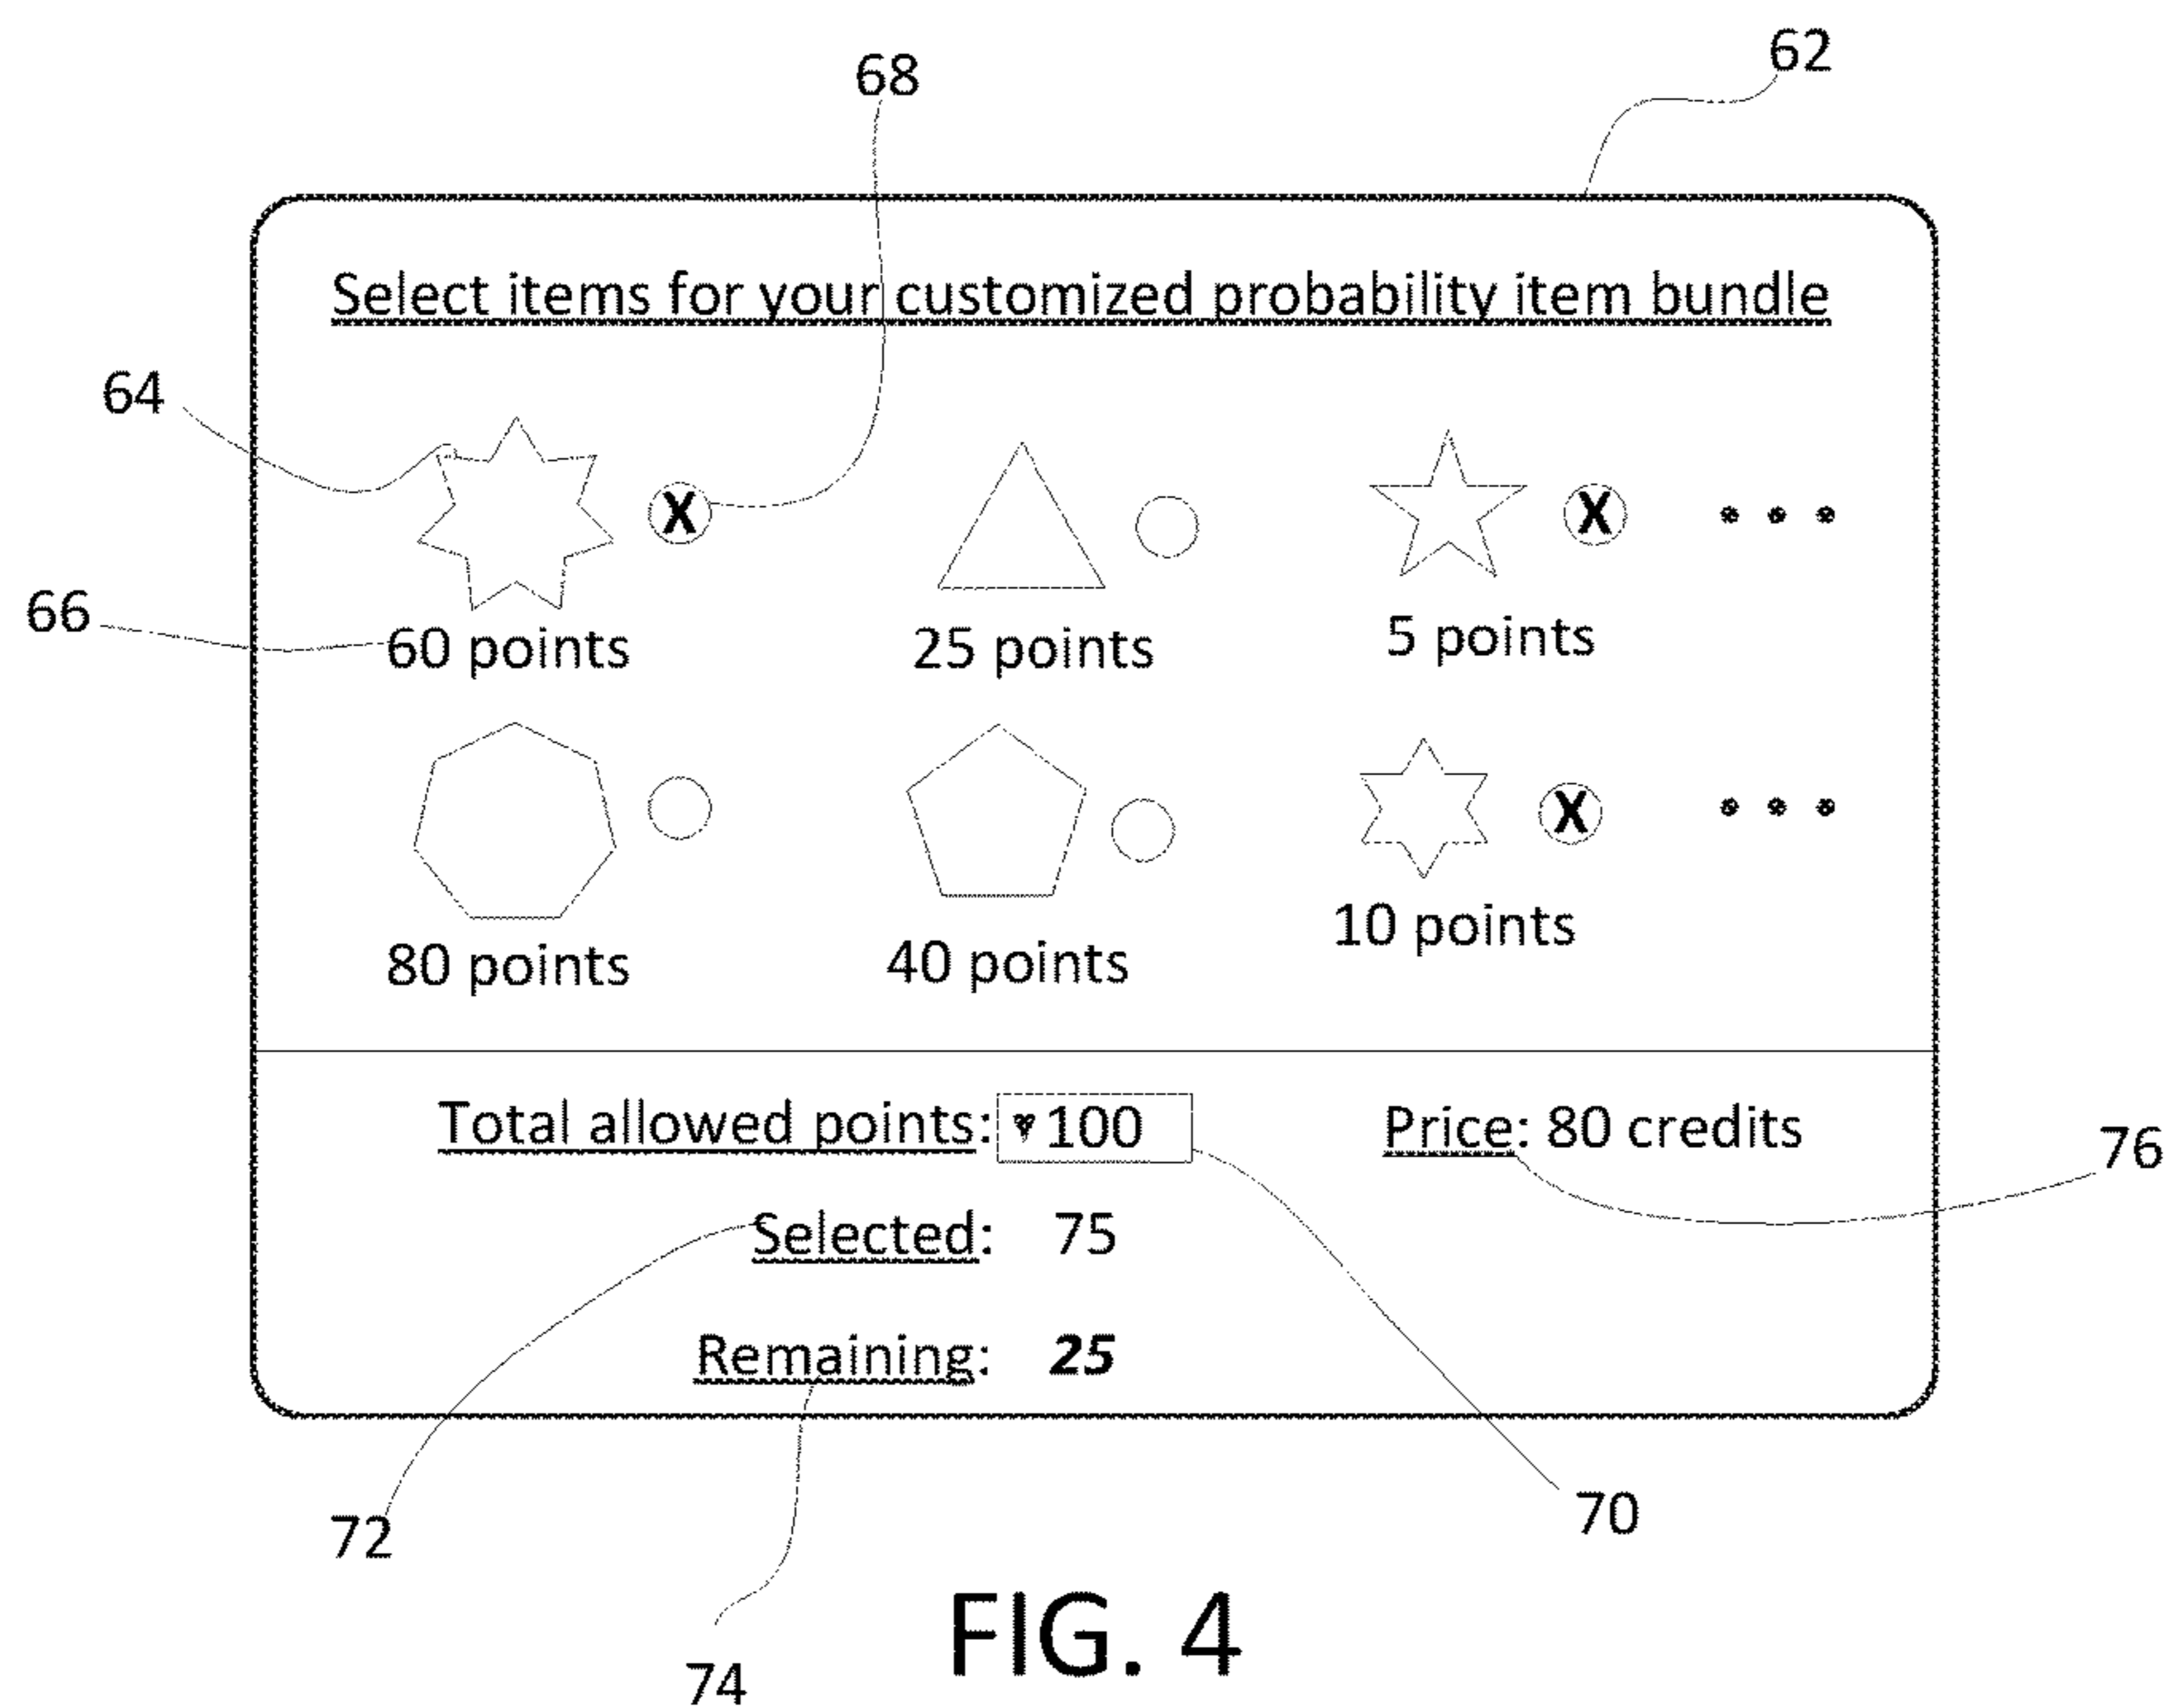 62
68
Select items for your customized probability item bundle
64
X
X
66
60 points
25 points
5 points
X
80 points
40 points
10 points
Total allowed points: 100
Price: 80 credits
76
Selected: 75
Remaining: 25
72
70
74
FIG. 4